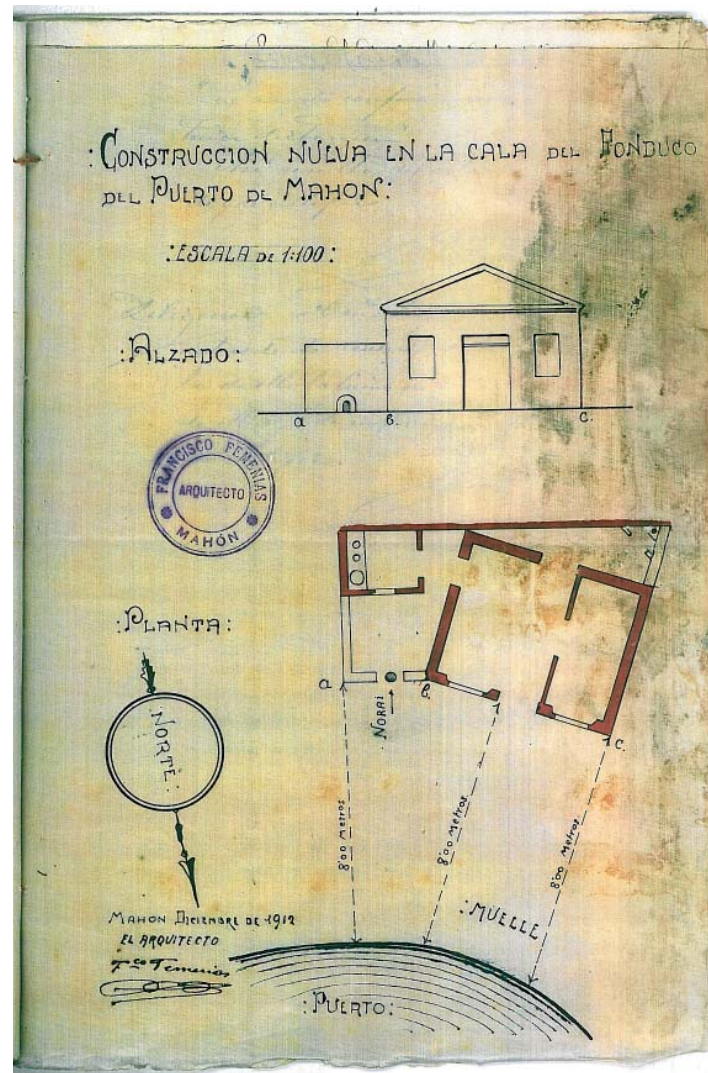 :CONSTRUCCION NUEVA EN LA CALA DEL FONDUCO
DEL PUERTO DE MAHON:
:ESCALA DE 1:100:
:ALZADO:
a
b.
c.
FRANCISCO FEMENIAS
ARQUITECTO
MAHÓN
:PLANTA:
a
b.
c.
NORAI
NORTE:
8'00 Metros
8'00 Metros
8'00 Metros
:MUELLE
MAHON DICIEMBRE DE 1912
EL ARQUITECTO
Fco Femenias
:PUERTO: